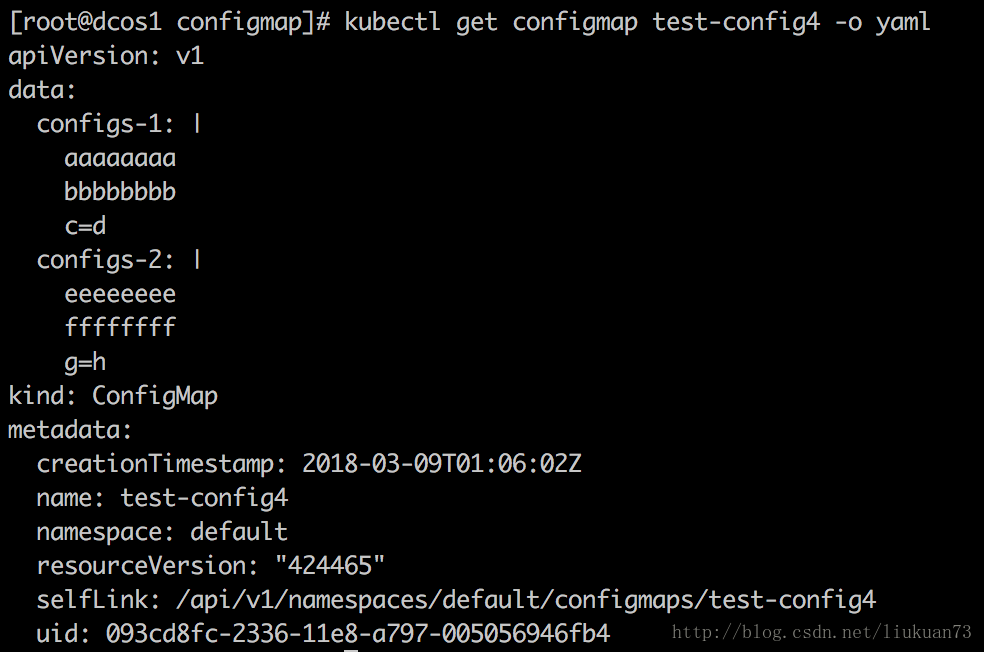 [root@dcos1 configmap]# kubectl get configmap test-config4 -o yaml
apiVersion: v1
data:
  configs-1: |
    aaaaaaaa
    bbbbbbbb
    c=d
  configs-2: |
    eeeeeeee
    ffffffff
    g=h
kind: ConfigMap
metadata:
  creationTimestamp: 2018-03-09T01:06:02Z
  name: test-config4
  namespace: default
  resourceVersion: "424465"
  selfLink: /api/v1/namespaces/default/configmaps/test-config4
  uid: 093cd8fc-2336-11e8-a797-005056946fb4
http://blog.csdn.net/liukuan73